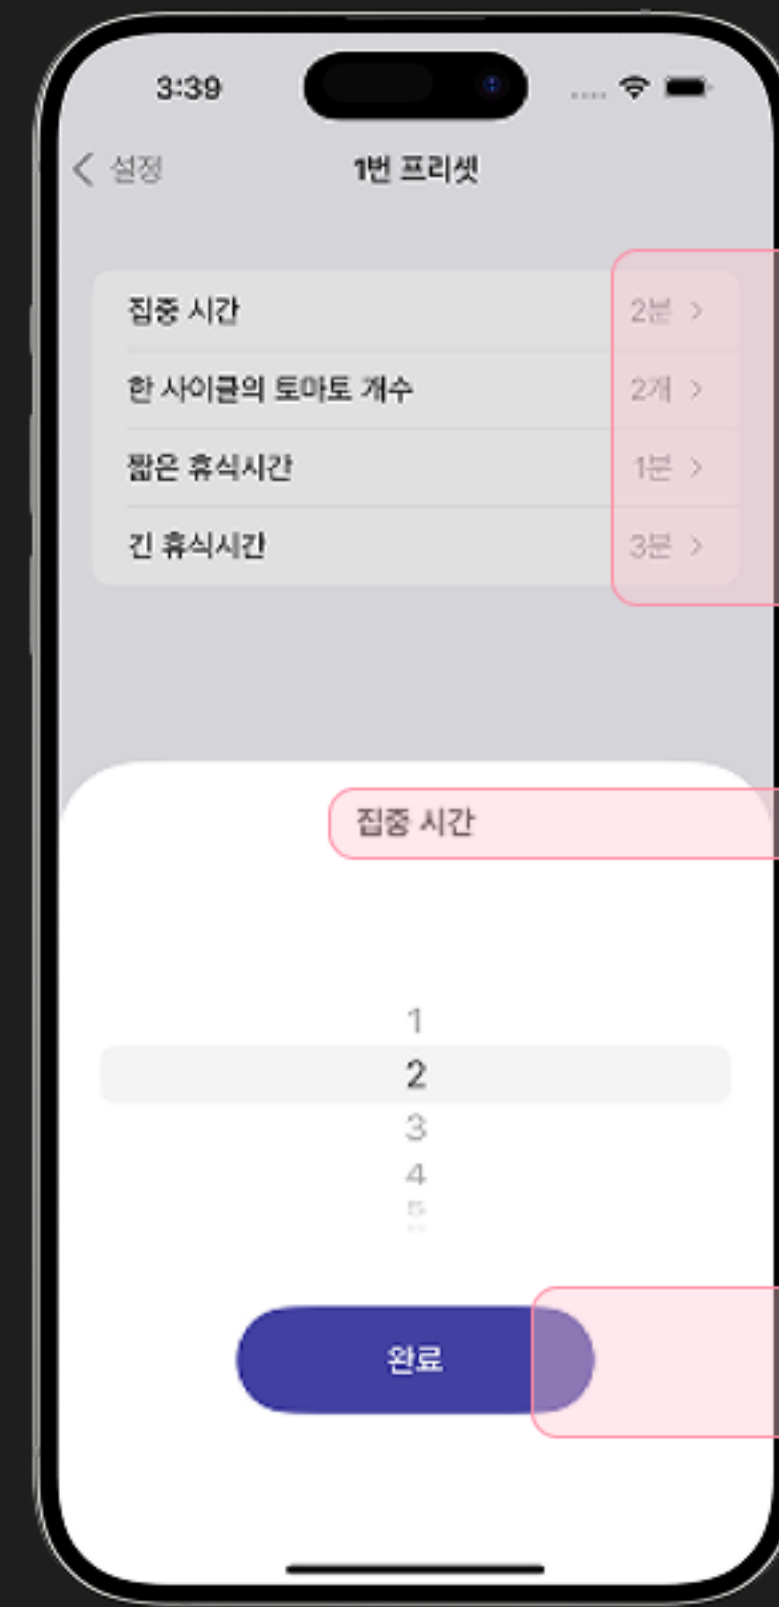 3:39
설정
1번 프리셋
집중 시간 2분
한 사이클의 토마토 개수 2개
짧은 휴식시간 1분
긴 휴식시간 3분
집중 시간
1
2
3
4
5
완료